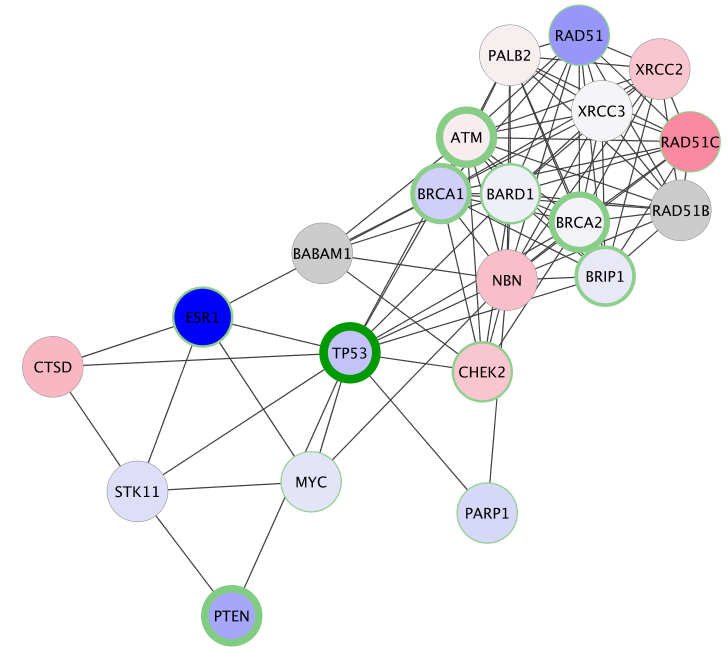 RAD51
PALB2
XRCC2
XRCC3
ATM
RAD51C
BRCA1
BARD1
RAD51B
BRCA2
BABAM1
NBN
BRIP1
ESR1
TP53
CTSD
CHEK2
MYC
STK11
PARP1
PTEN